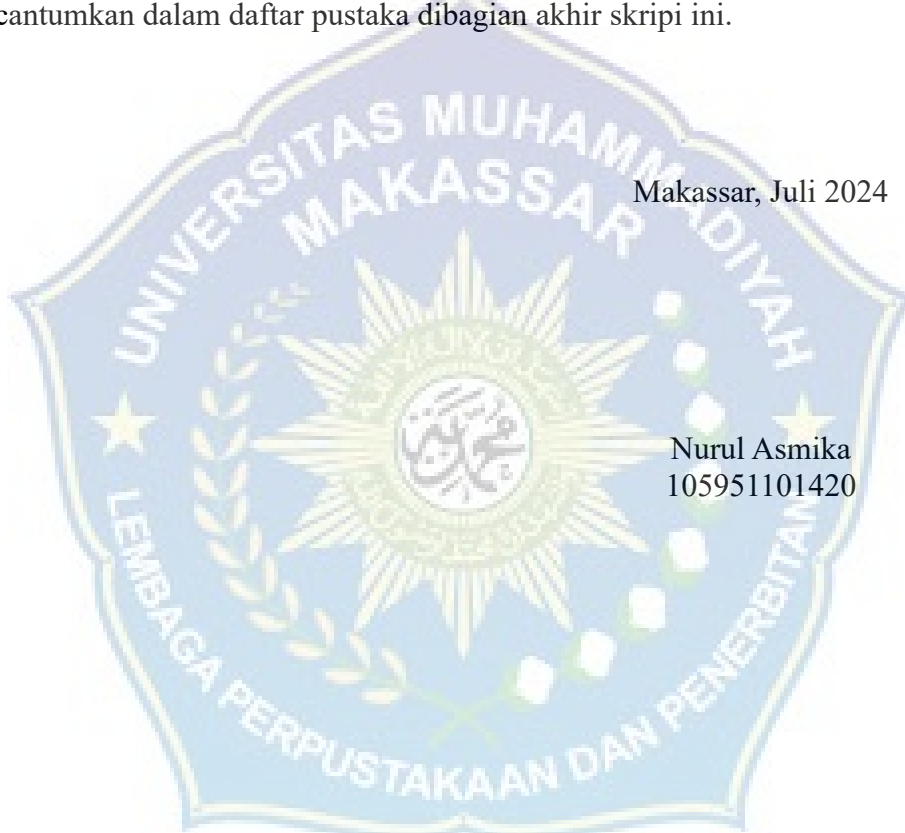 cantumkan dalam daftar pustaka dibagian akhir skripi ini.
UNIVERSITAS MUHAMMADIYAH
MAKASSAR
Makassar, Juli 2024
Nurul Asmika
105951101420
LEMBAGA PERPUSTAKAAN DAN PENERBITAN